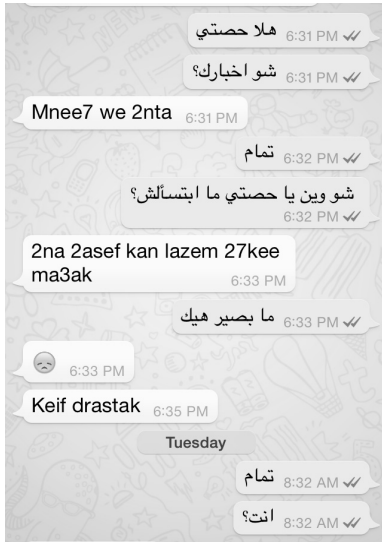 هلا حصتي
6:31 PM
شو اخبارك؟
6:31 PM
Mnee7 we 2nta
6:31 PM
تمام
6:32 PM
شو وين يا حصتي ما ابتسألش؟
6:32 PM
2na 2asef kan lazem 27kee
ma3ak
6:33 PM
ما بصير هيك
6:33 PM
6:33 PM
Keif drastak
6:35 PM
Tuesday
تمام
8:32 AM
انت؟
8:32 AM